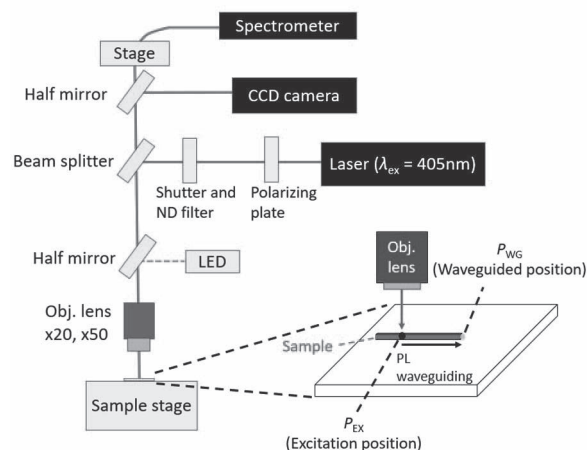 Spectrometer
Stage
Half mirror
CCD camera
Beam splitter
Laser (λex = 405nm)
Shutter and
ND filter
Polarizing
plate
Half mirror
LED
Obj.
lens
PWG
(Waveguided position)
Obj. lens
x20, x50
Sample
PL
waveguiding
Sample stage
PEX
(Excitation position)